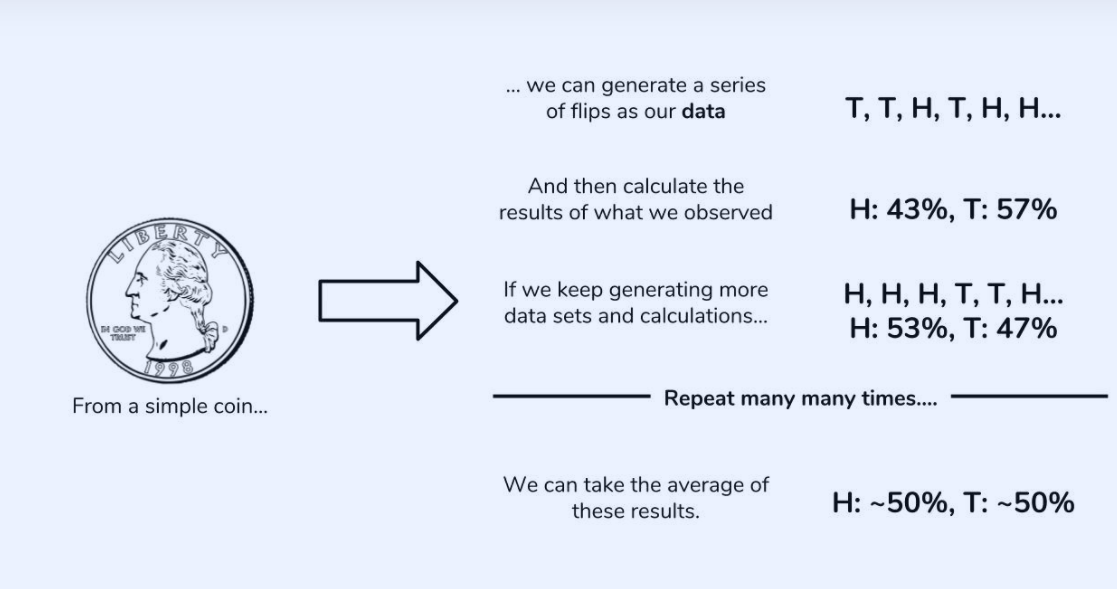 LIBERTY
IN GOD WE
TRUST
D
1998
From a simple coin...
... we can generate a series
of flips as our data
T, T, H, T, H, H...
And then calculate the
results of what we observed
H: 43%, T: 57%
If we keep generating more
data sets and calculations...
H, H, H, T, T, H...
H: 53%, T: 47%
Repeat many many times....
We can take the average of
these results.
H: ~50%, T: ~50%